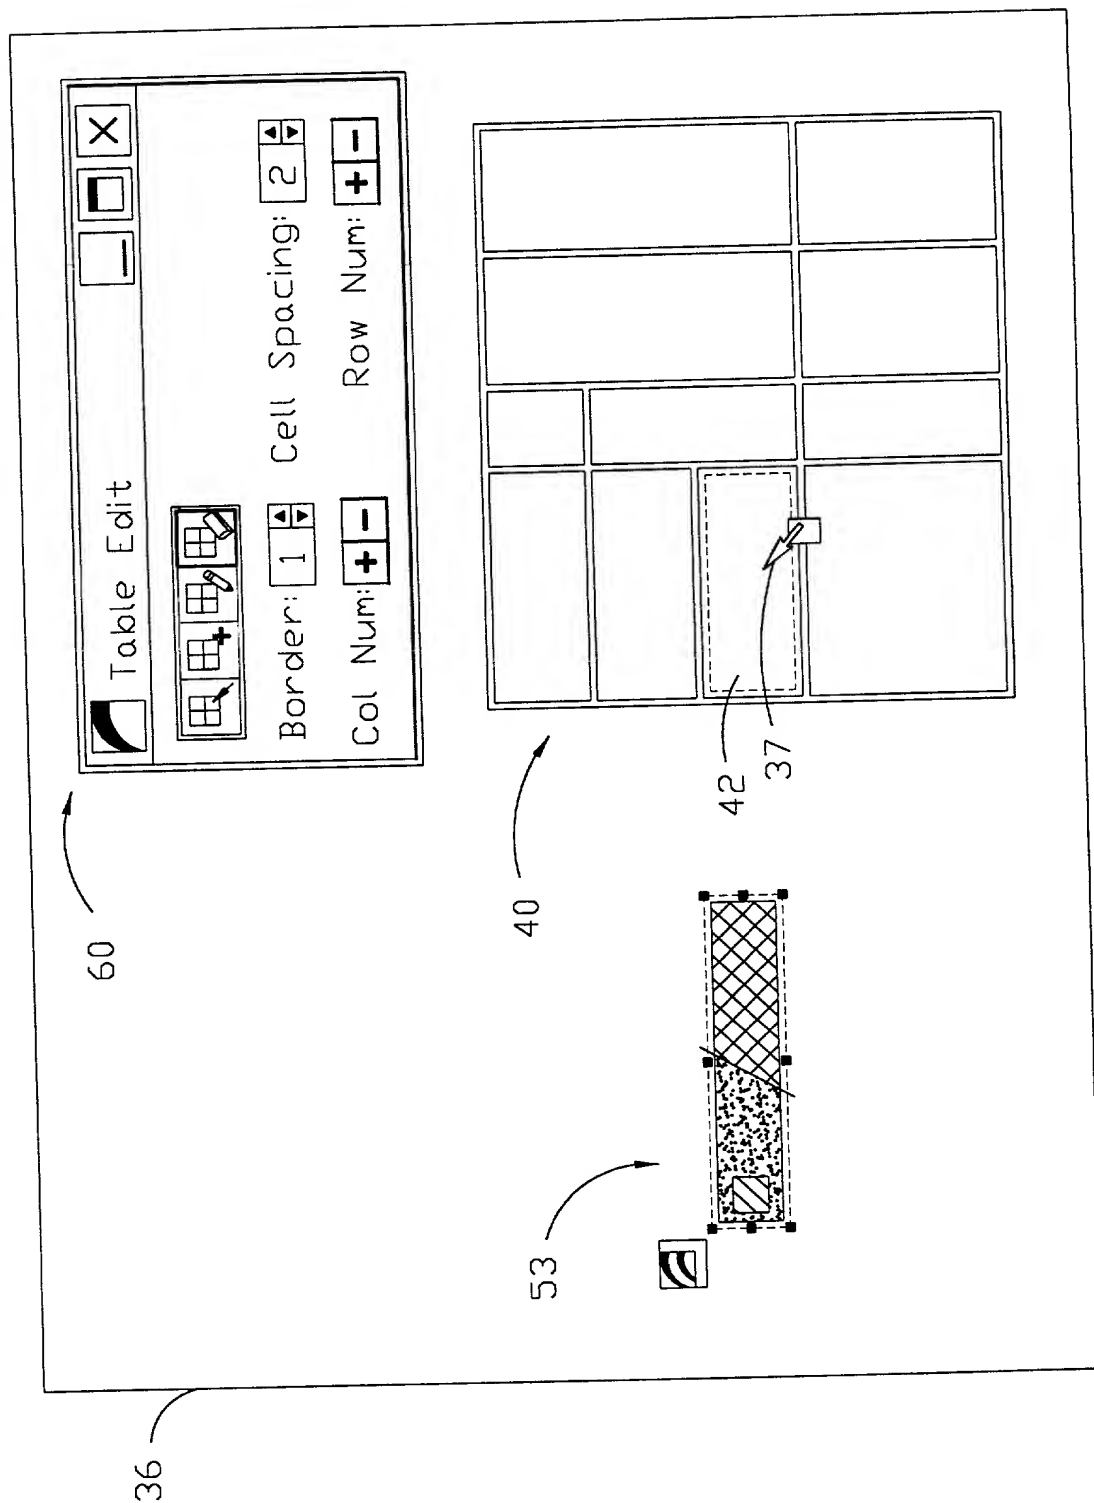 36
60
Table Edit
Border: 1 Cell Spacing: 2
Col Num: + − Row Num: + −
53
40
42
37